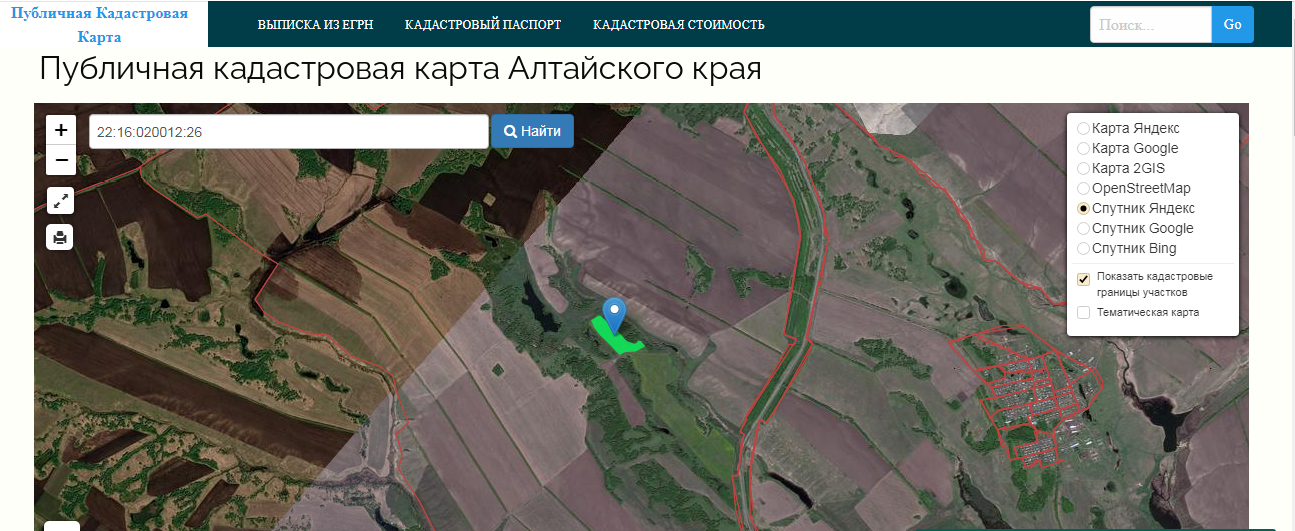 Публичная Кадастровая
Карта
ВЫПИСКА ИЗ ЕГРН
КАДАСТРОВЫЙ ПАСПОРТ
КАДАСТРОВАЯ СТОИМОСТЬ
Поиск...
Go
Публичная кадастровая карта Алтайского края
+
−
22:16:020012:26
Найти
Карта Яндекс
Карта Google
Карта 2GIS
OpenStreetMap
Спутник Яндекс
Спутник Google
Спутник Bing
Показать кадастровые
границы участков
Тематическая карта